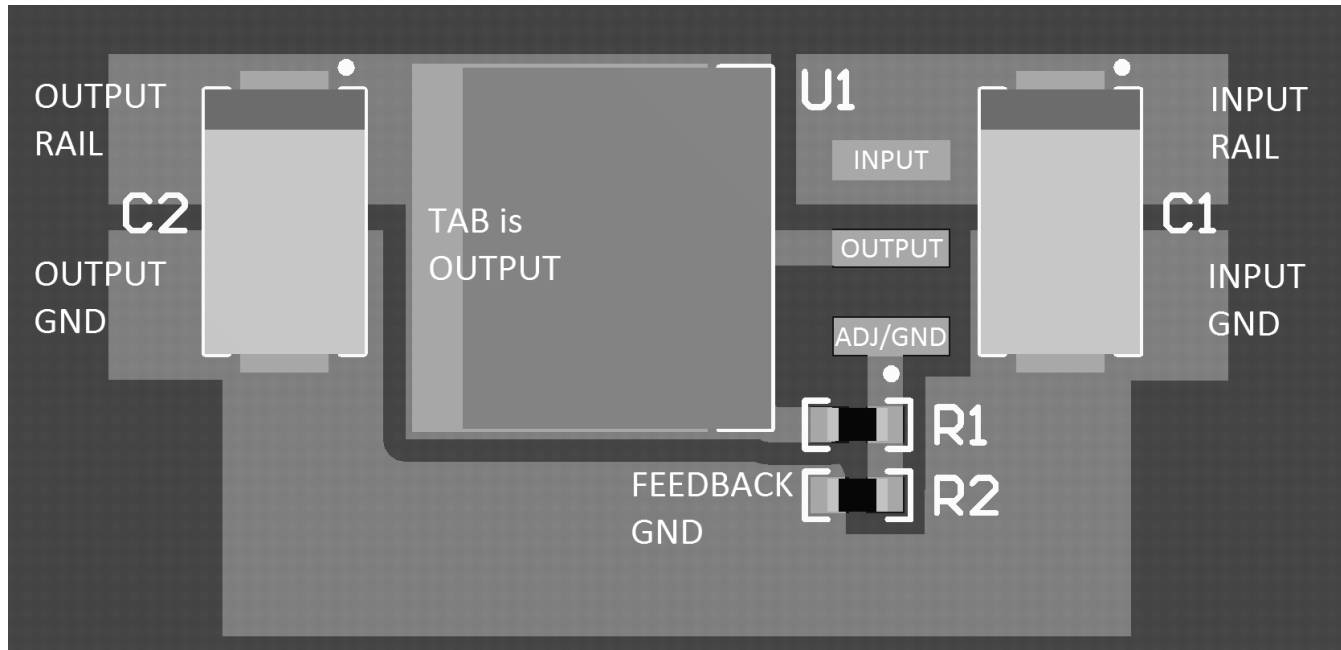 OUTPUT
RAIL
C2
OUTPUT
GND
TAB is
OUTPUT
U1
INPUT
OUTPUT
ADJ/GND
INPUT
RAIL
C1
INPUT
GND
R1
R2
FEEDBACK
GND